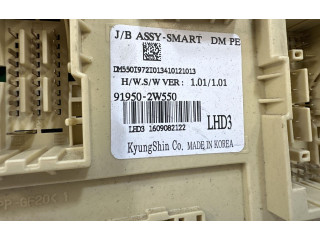 J/B ASSY-SMART DM PE
DM550I972I013410121013
H/W.S/W VER : 1.01/1.01
91950-2W550
LHD3 1609082122
LHD3
KyungShin Co. MADE IN KOREA